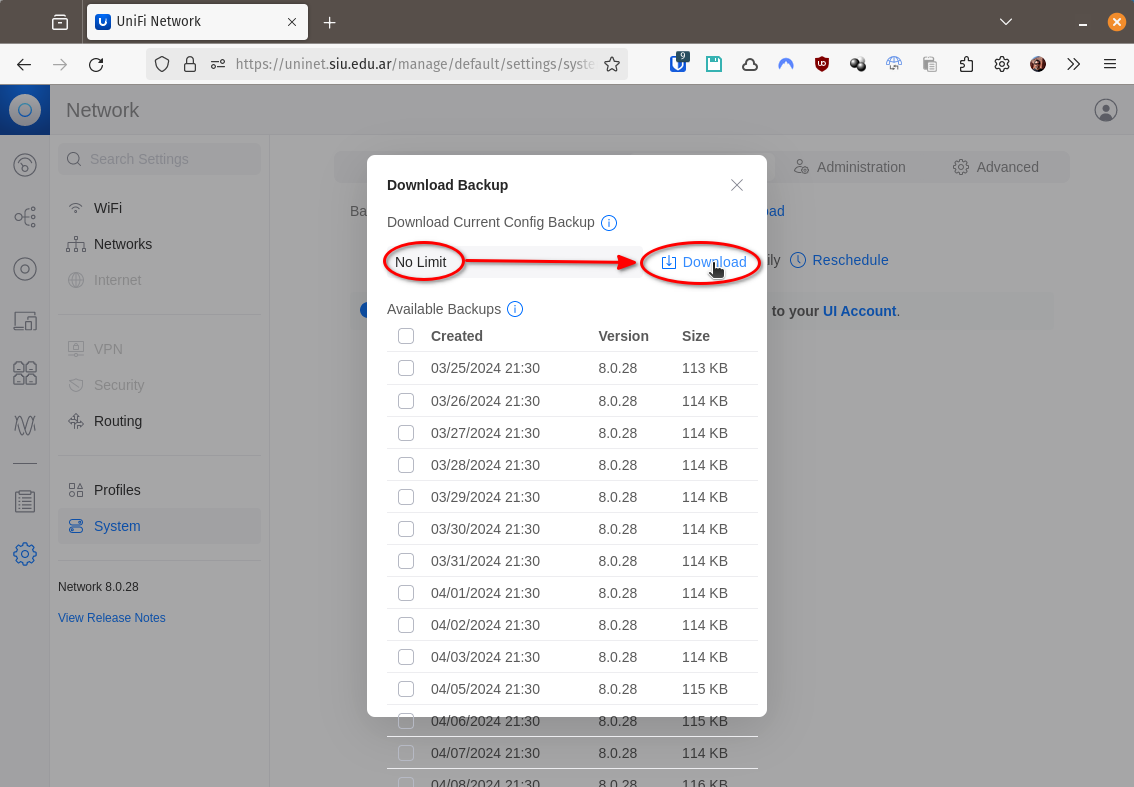 UniFi Network
https://uninet.siu.edu.ar/manage/default/settings/syste
9
Network
Search Settings
Administration
Advanced
WiFi
Networks
Internet
VPN
Security
Routing
Profiles
System
Network 8.0.28
View Release Notes
Ba
ad
ily
Reschedule
to your UI Account.
Download Backup
Download Current Config Backup
No Limit
Download
Available Backups
Created Version Size
03/25/2024 21:30 8.0.28 113 KB
03/26/2024 21:30 8.0.28 114 KB
03/27/2024 21:30 8.0.28 114 KB
03/28/2024 21:30 8.0.28 114 KB
03/29/2024 21:30 8.0.28 114 KB
03/30/2024 21:30 8.0.28 114 KB
03/31/2024 21:30 8.0.28 114 KB
04/01/2024 21:30 8.0.28 114 KB
04/02/2024 21:30 8.0.28 114 KB
04/03/2024 21:30 8.0.28 114 KB
04/05/2024 21:30 8.0.28 115 KB
04/06/2024 21:30 8.0.28 115 KB
04/07/2024 21:30 8.0.28 114 KB
04/08/2024 21:30 8.0.28 116 KB